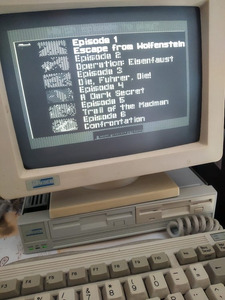 Episode 1
Escape from Wolfenstein
Episode 2
Operation: Eisenfaust
Episode 3
Die, Fuhrer, Die!
Episode 4
A Dark Secret
Episode 5
Trail of the Madman
Episode 6
Confrontation